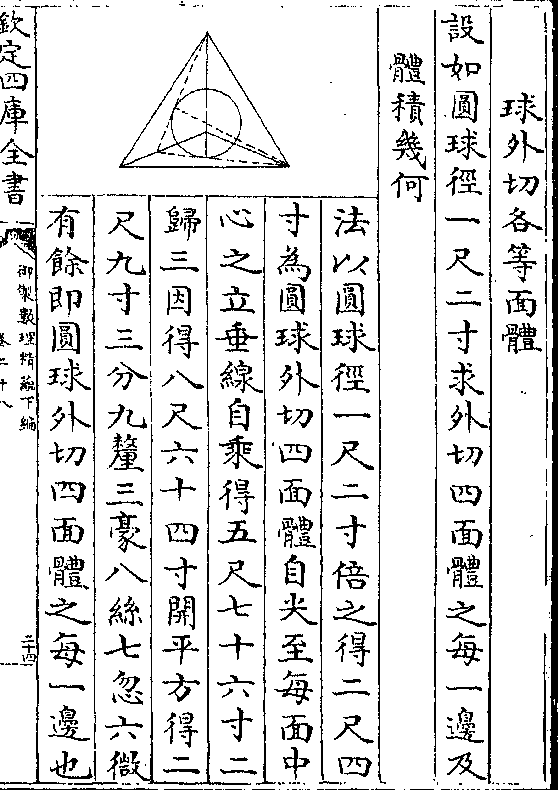 球外切各等面體
設如圓球徑一尺二寸求外切四面體之每一邊及
體積幾何
法以圓球徑一尺二寸倍之得二尺四
寸為圓球外切四面體自尖至每面中
心之立垂線自乘得五尺七十六寸二
歸三因得八尺六十四寸開平方得二
尺九寸三分九釐三豪八絲七忽六微
有餘即圓球外切四面體之每一邊也
欽定四庫全書
御製數理精藴下編
卷二十八
二十四